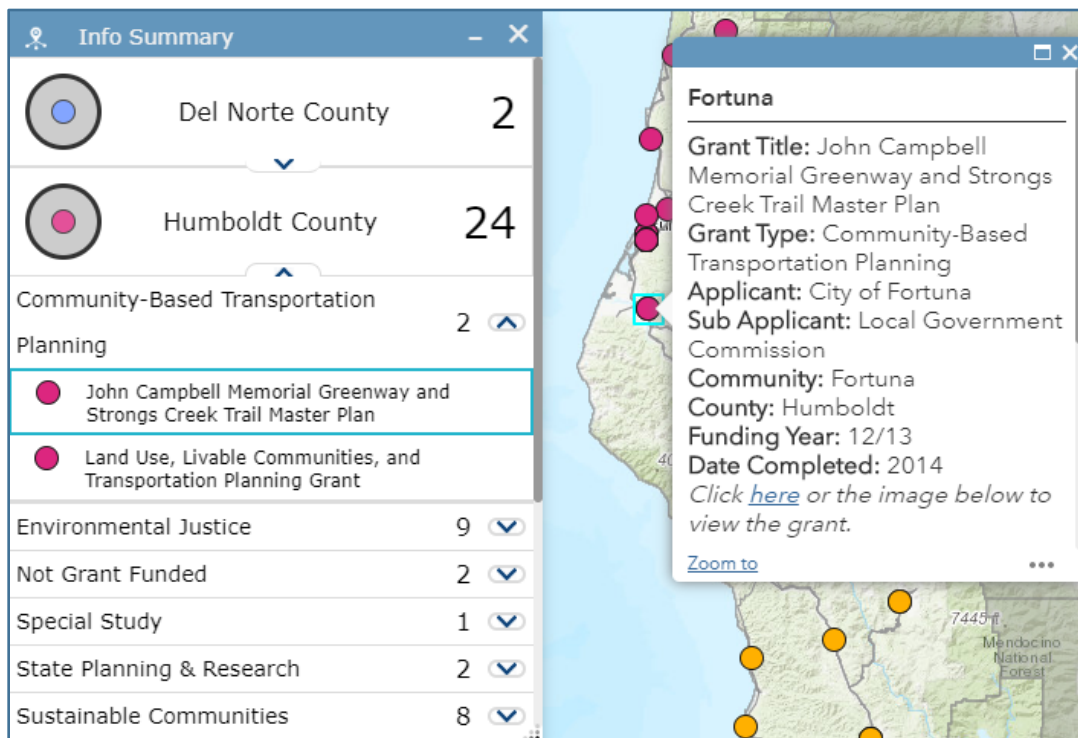 Info Summary
Del Norte County 2
Humboldt County 24
Community-Based Transportation
Planning 2
John Campbell Memorial Greenway and
Strongs Creek Trail Master Plan
Land Use, Livable Communities, and
Transportation Planning Grant
Environmental Justice 9
Not Grant Funded 2
Special Study 1
State Planning & Research 2
Sustainable Communities 8
Fortuna
Grant Title: John Campbell
Memorial Greenway and Strongs
Creek Trail Master Plan
Grant Type: Community-Based
Transportation Planning
Applicant: City of Fortuna
Sub Applicant: Local Government
Commission
Community: Fortuna
County: Humboldt
Funding Year: 12/13
Date Completed: 2014
Click here or the image below to
view the grant.
Zoom to
7445 ft
Mendocino
National
Forest